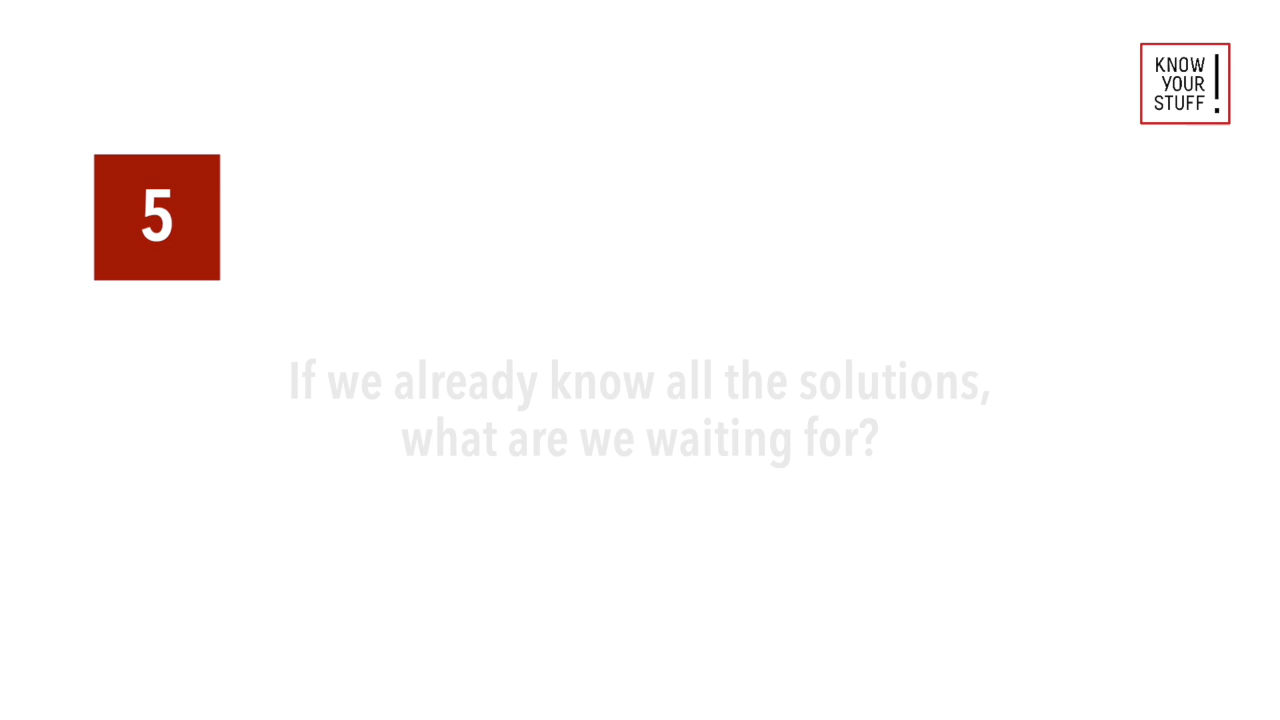 KNOW
YOUR
STUFF!
5
If we already know all the solutions,
what are we waiting for?